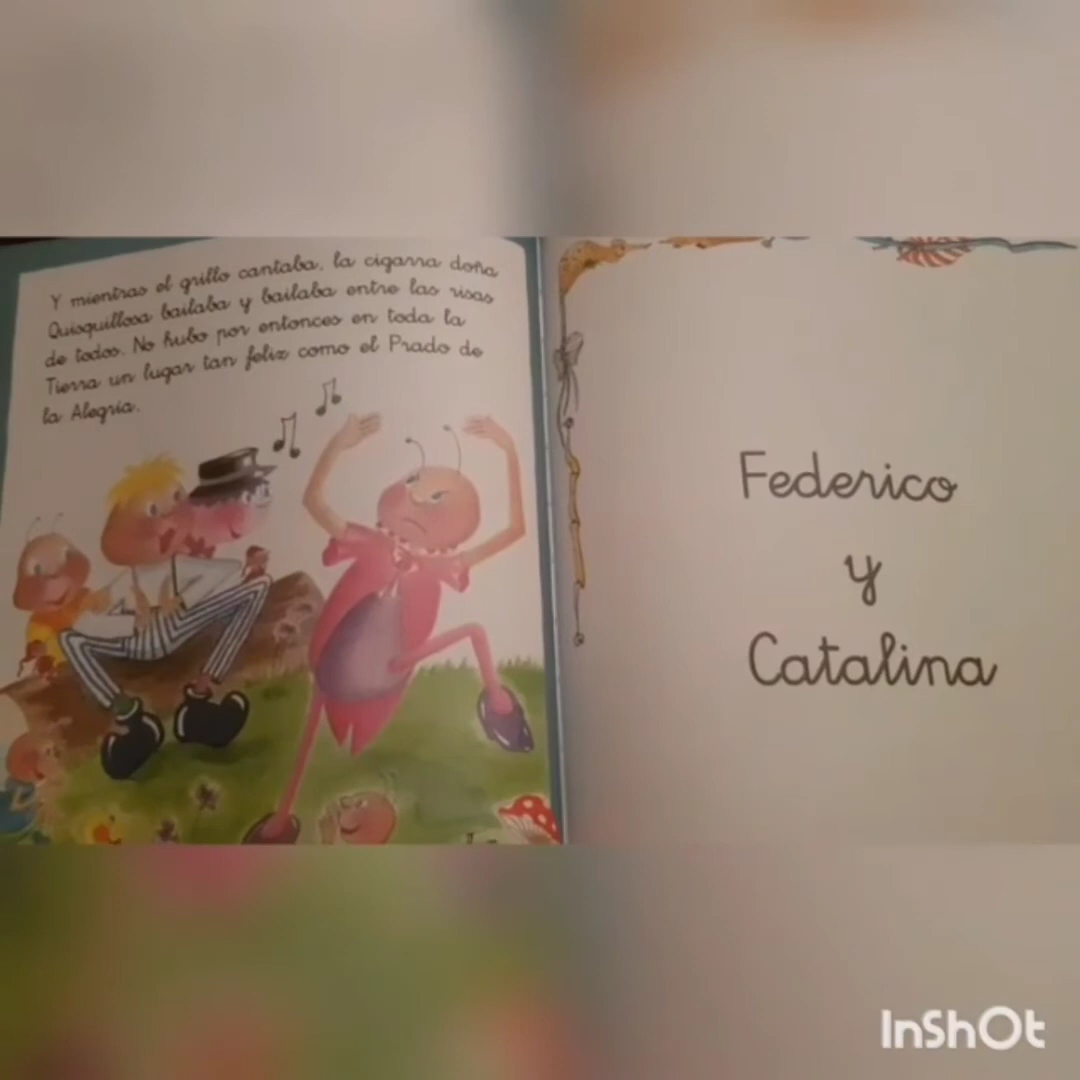 Y mientras el grillo cantaba, la cigarra doña
Quisquillosa bailaba y bailaba entre las risas
de todos. No hubo por entonces en toda la
Tierra un lugar tan feliz como el Prado de
la Alegría.
Federico
y
Catalina
InShOt